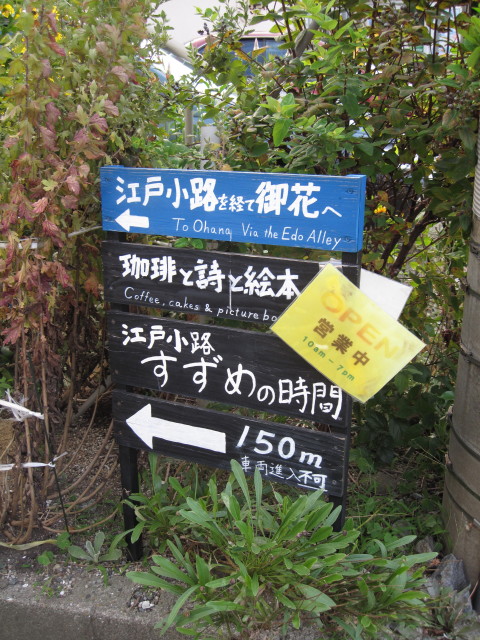 江戸小路を経て御花へ
To Ohana Via the Edo Alley
珈琲と詩と絵本
Coffee, cakes & picture
OPEN
営業中
10am - 7pm
江戸小路
すずめの時間
150m
車両進入不可